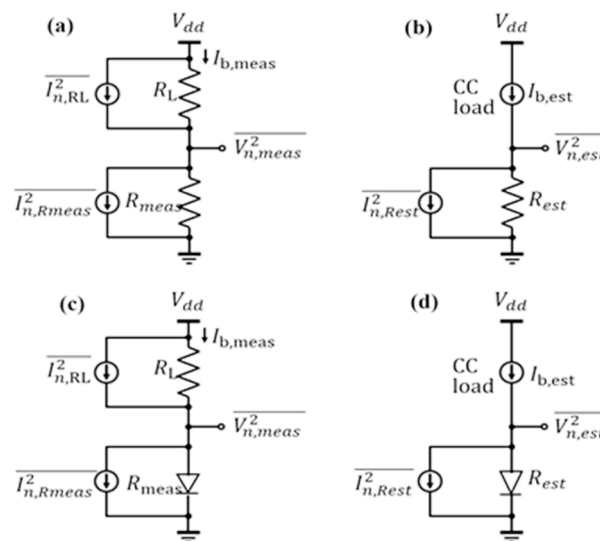 (a)
V_dd
I_b,meas
I²_n,RL
R_L
V²_n,meas
I²_n,Rmeas
R_meas
(b)
V_dd
CC load
I_b,est
V²_n,est
I²_n,Rest
R_est
(c)
V_dd
I_b,meas
I²_n,RL
R_L
V²_n,meas
I²_n,Rmeas
R_meas
(d)
V_dd
CC load
I_b,est
V²_n,est
I²_n,Rest
R_est